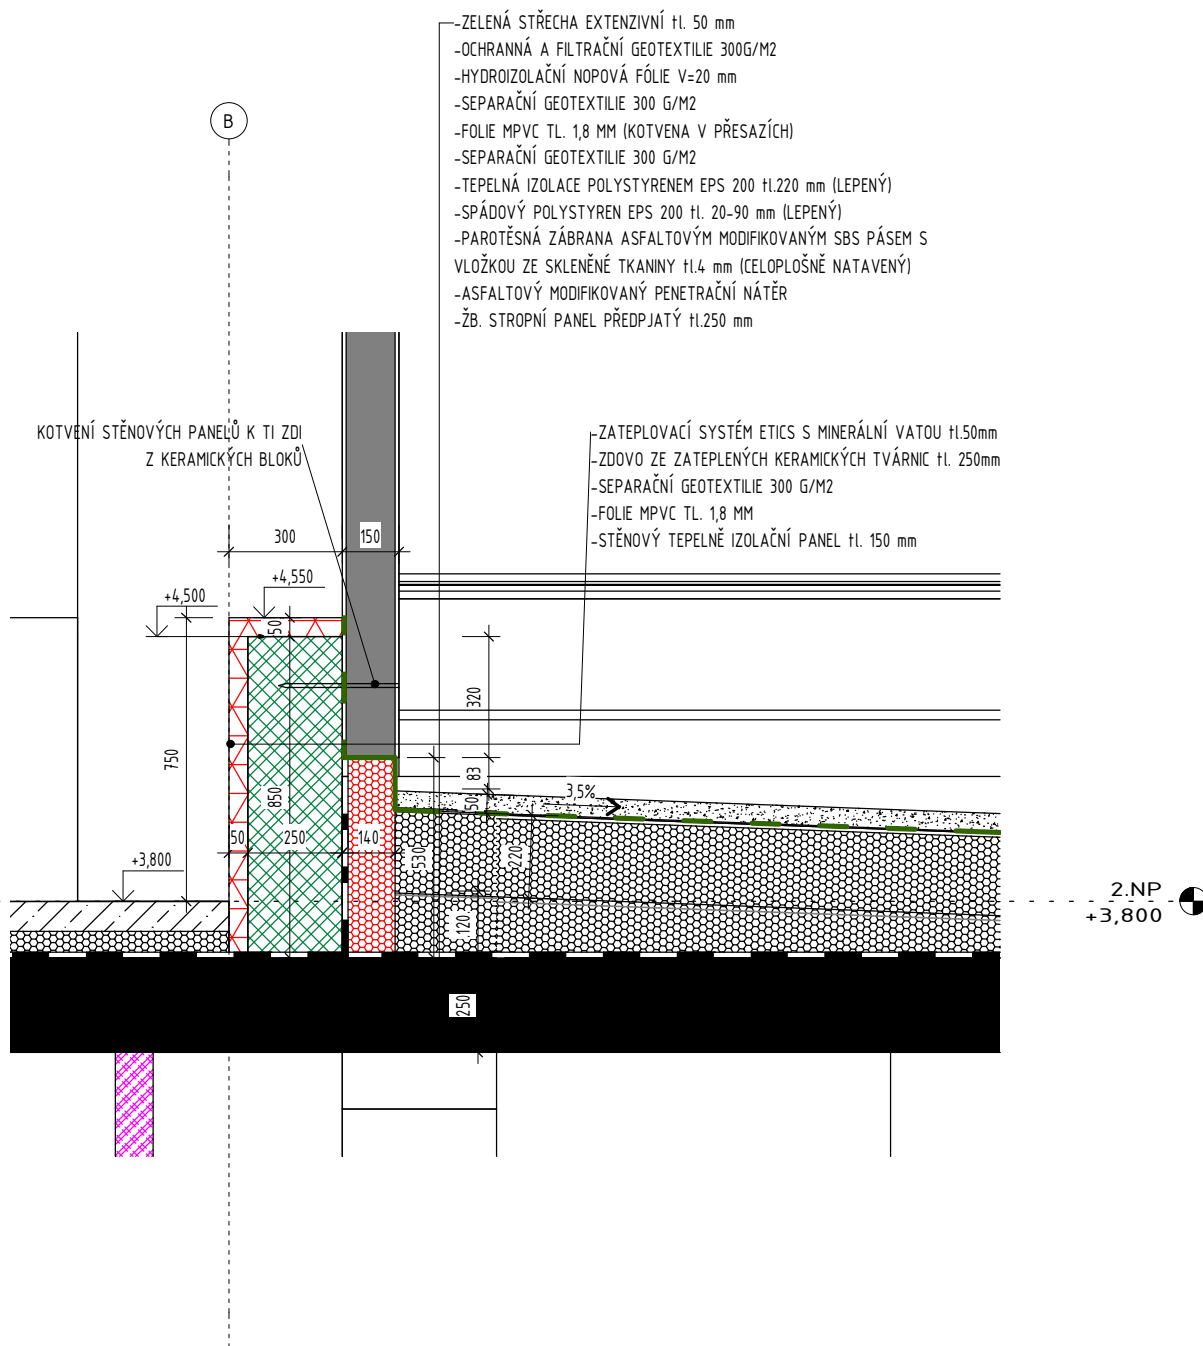 -ZELENÁ STŘECHA EXTENZIVNÍ tl. 50 mm
-OCHRANNÁ A FILTRAČNÍ GEOTEXTILIE 300G/M2
-HYDROIZOLAČNÍ NOPOVÁ FÓLIE V=20 mm
-SEPARAČNÍ GEOTEXTILIE 300 G/M2
-FOLIE MPVC TL. 1,8 MM (KOTVENA V PŘESAZÍCH)
-SEPARAČNÍ GEOTEXTILIE 300 G/M2
-TEPELNÁ IZOLACE POLYSTYRENEM EPS 200 tl.220 mm (LEPENÝ)
-SPÁDOVÝ POLYSTYREN EPS 200 tl. 20-90 mm (LEPENÝ)
-PAROTĚSNÁ ZÁBRANA ASFALTOVÝM MODIFIKOVANÝM SBS PÁSEM S
VLOŽKOU ZE SKLENĚNÉ TKANINY tl.4 mm (CELOPLOŠNĚ NATAVENÝ)
-ASFALTOVÝ MODIFIKOVANÝ PENETRAČNÍ NÁTĚR
-ŽB. STROPNÍ PANEL PŘEDPJATÝ tl.250 mm
B
KOTVENÍ STĚNOVÝCH PANELŮ K TI ZDI
Z KERAMICKÝCH BLOKŮ
-ZATEPLOVACÍ SYSTÉM ETICS S MINERÁLNÍ VATOU tl.50mm
-ZDOVO ZE ZATEPLENÝCH KERAMICKÝCH TVÁRNIC tl. 250mm
-SEPARAČNÍ GEOTEXTILIE 300 G/M2
-FOLIE MPVC TL. 1,8 MM
-STĚNOVÝ TEPELNĚ IZOLAČNÍ PANEL tl. 150 mm
300
150
+4,550
+4,500
50
320
750
83
850
50
3,5%
50
250
140
530
220
+3,800
120
2.NP
+3,800
250